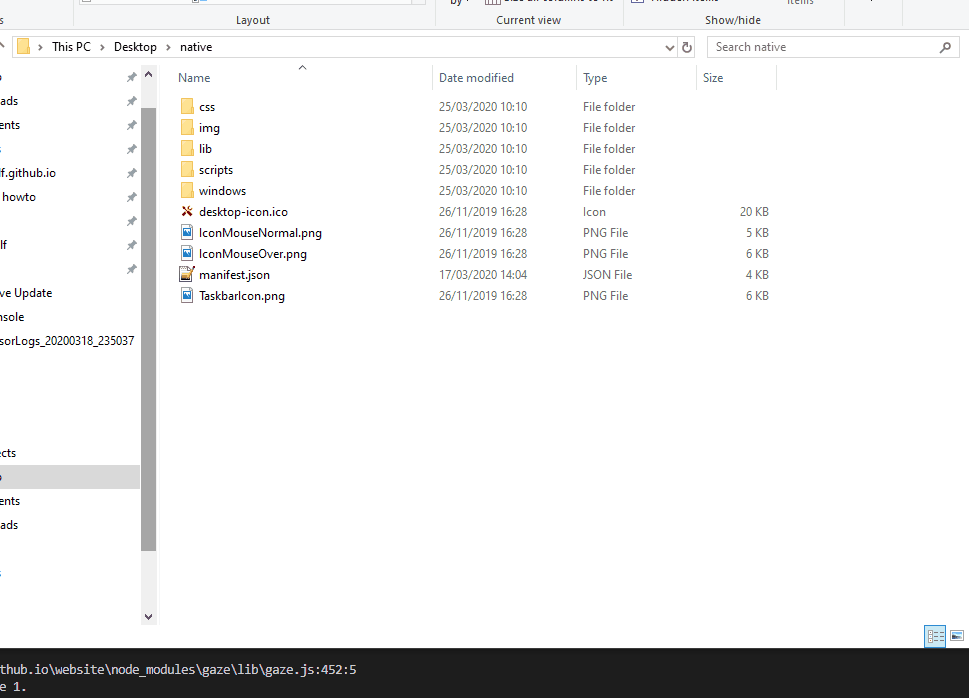 Layout
Current view
Show/hide
This PC > Desktop > native
Search native
Name Date modified Type Size
css 25/03/2020 10:10 File folder
img 25/03/2020 10:10 File folder
lib 25/03/2020 10:10 File folder
scripts 25/03/2020 10:10 File folder
windows 25/03/2020 10:10 File folder
desktop-icon.ico 26/11/2019 16:28 Icon 20 KB
IconMouseNormal.png 26/11/2019 16:28 PNG File 5 KB
IconMouseOver.png 26/11/2019 16:28 PNG File 6 KB
manifest.json 17/03/2020 14:04 JSON File 4 KB
TaskbarIcon.png 26/11/2019 16:28 PNG File 6 KB
ads
ents
lf.github.io
howto
lf
ve Update
nsole
sorLogs_20200318_235037
ects
ents
ads
thub.io\website\node_modules\gaze\lib\gaze.js:452:5
e 1.